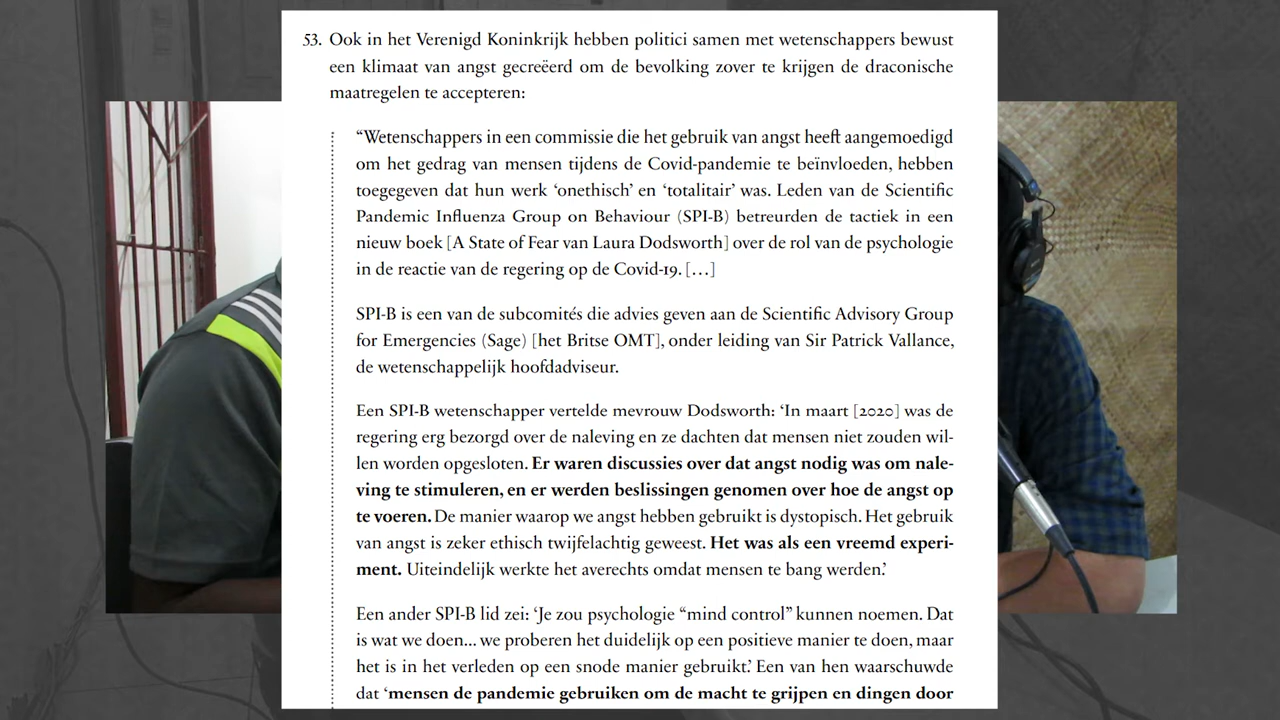 53. Ook in het Verenigd Koninkrijk hebben politici samen met wetenschappers bewust
een klimaat van angst gecreëerd om de bevolking zover te krijgen de draconische
maatregelen te accepteren:
“Wetenschappers in een commissie die het gebruik van angst heeft aangemoedigd
om het gedrag van mensen tijdens de Covid-pandemie te beïnvloeden, hebben
toegegeven dat hun werk ‘onethisch’ en ‘totalitair’ was. Leden van de Scientific
Pandemic Influenza Group on Behaviour (SPI-B) betreurden de tactiek in een
nieuw boek [A State of Fear van Laura Dodsworth] over de rol van de psychologie
in de reactie van de regering op de Covid-19. […]
SPI-B is een van de subcomités die advies geven aan de Scientific Advisory Group
for Emergencies (Sage) [het Britse OMT], onder leiding van Sir Patrick Vallance,
de wetenschappelijk hoofdadviseur.
Een SPI-B wetenschapper vertelde mevrouw Dodsworth: ‘In maart [2020] was de
regering erg bezorgd over de naleving en ze dachten dat mensen niet zouden wil-
len worden opgesloten. Er waren discussies over dat angst nodig was om nale-
ving te stimuleren, en er werden beslissingen genomen over hoe de angst op
te voeren. De manier waarop we angst hebben gebruikt is dystopisch. Het gebruik
van angst is zeker ethisch twijfelachtig geweest. Het was als een vreemd experi-
ment. Uiteindelijk werkte het averechts omdat mensen te bang werden.’
Een ander SPI-B lid zei: ‘Je zou psychologie “mind control” kunnen noemen. Dat
is wat we doen... we proberen het duidelijk op een positieve manier te doen, maar
het is in het verleden op een snode manier gebruikt.’ Een van hen waarschuwde
dat ‘mensen de pandemie gebruiken om de macht te grijpen en dingen door